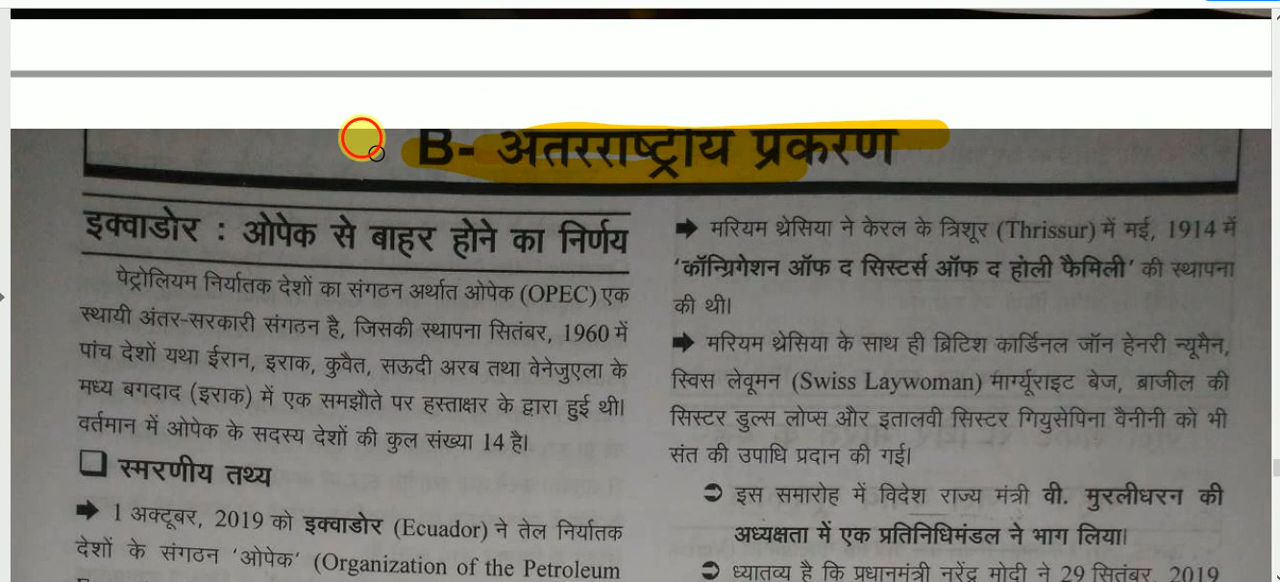 B- अंतरराष्ट्रीय प्रकरण
इक्वाडोर : ओपेक से बाहर होने का निर्णय
पेट्रोलियम निर्यातक देशों का संगठन अर्थात ओपेक (OPEC) एक
स्थायी अंतर-सरकारी संगठन है, जिसकी स्थापना सितंबर, 1960 में
पांच देशों यथा ईरान, इराक, कुवैत, सऊदी अरब तथा वेनेजुएला के
मध्य बगदाद (इराक) में एक समझौते पर हस्ताक्षर के द्वारा हुई थी।
वर्तमान में ओपेक के सदस्य देशों की कुल संख्या 14 है।
❑ स्मरणीय तथ्य
➡ 1 अक्टूबर, 2019 को इक्वाडोर (Ecuador) ने तेल निर्यातक
देशों के संगठन 'ओपेक' (Organization of the Petroleum
➡ मरियम थ्रेसिया ने केरल के त्रिशूर (Thrissur) में मई, 1914 में
'कॉन्ग्रिगेशन ऑफ द सिस्टर्स ऑफ द होली फैमिली' की स्थापना
की थी।
➡ मरियम थ्रेसिया के साथ ही ब्रिटिश कार्डिनल जॉन हेनरी न्यूमैन,
स्विस लेवूमन (Swiss Laywoman) मार्ग्यूराइट बेज, ब्राजील की
सिस्टर डुल्स लोप्स और इतालवी सिस्टर गियुसेपिना वैनीनी को भी
संत की उपाधि प्रदान की गई।
➲ इस समारोह में विदेश राज्य मंत्री वी. मुरलीधरन की
अध्यक्षता में एक प्रतिनिधिमंडल ने भाग लिया।
➲ ध्यातव्य है कि प्रधानमंत्री नरेंद्र मोदी ने 29 सितंबर, 2019